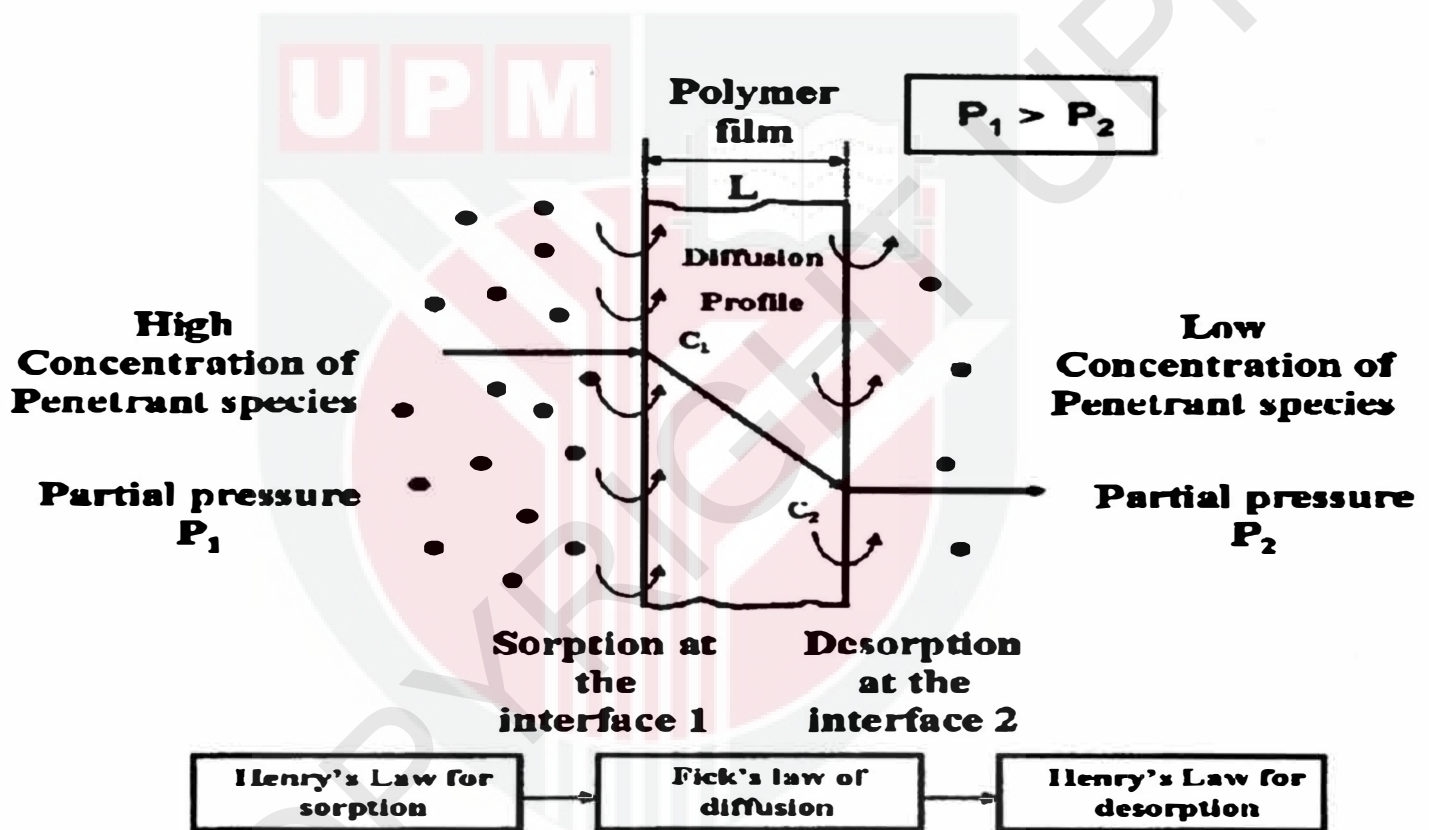 UPM
Polymer
film
P₁ > P₂
L
Diffusion
Profile
C₁
High
Concentration of
Penetrant species
Low
Concentration of
Penetrant species
Partial pressure
P₁
C₂
Partial pressure
P₂
Sorption at
the
interface 1
Desorption
at the
interface 2
Henry's Law for
sorption
Fick's law of
diffusion
Henry's Law for
desorption
COPYRIGHT UPM